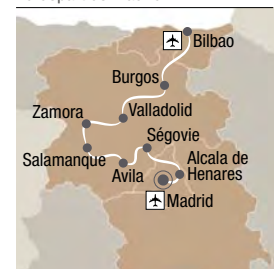 Bilbao
Burgos
Zamora
Valladolid
Ségovie
Salamanque
Avila
Alcala de
Henares
Madrid